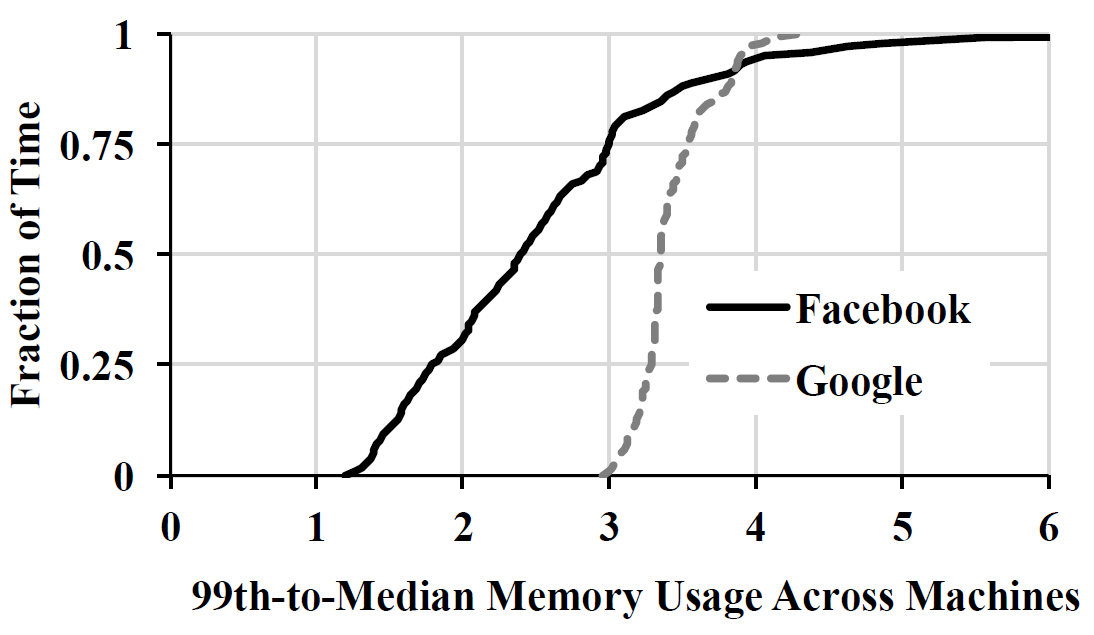 Fraction of Time
1
0.75
0.5
0.25
0
0 1 2 3 4 5 6
Facebook
Google
99th-to-Median Memory Usage Across Machines